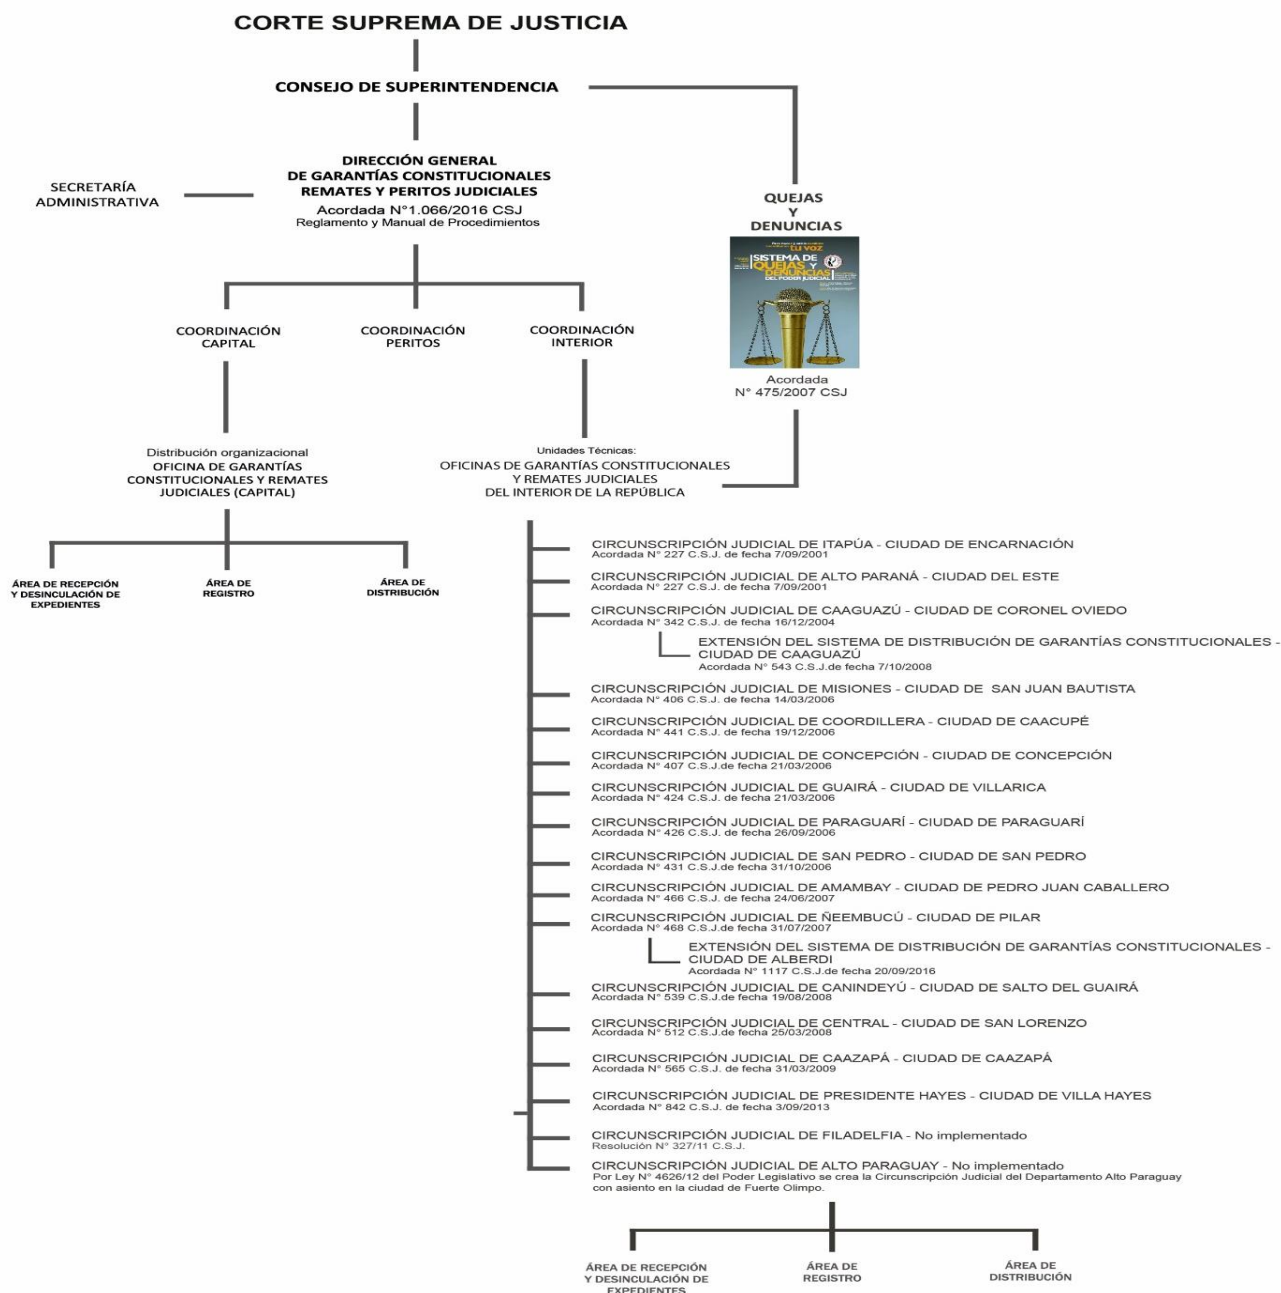 CORTE SUPREMA DE JUSTICIA
CONSEJO DE SUPERINTENDENCIA
DIRECCIÓN GENERAL
DE GARANTÍAS CONSTITUCIONALES
REMATES Y PERITOS JUDICIALES
Acordada N°1.066/2016 CSJ
Reglamento y Manual de Procedimientos
SECRETARÍA
ADMINISTRATIVA
QUEJAS
Y
DENUNCIAS
tu voz
SISTEMA DE
QUEJAS Y
DENUNCIAS
DEL PODER JUDICIAL
Acordada
N° 475/2007 CSJ
COORDINACIÓN
CAPITAL
COORDINACIÓN
PERITOS
COORDINACIÓN
INTERIOR
Distribución organizacional
OFICINA DE GARANTÍAS
CONSTITUCIONALES Y REMATES
JUDICIALES (CAPITAL)
Unidades Técnicas:
OFICINAS DE GARANTÍAS CONSTITUCIONALES
Y REMATES JUDICIALES
DEL INTERIOR DE LA REPÚBLICA
ÁREA DE RECEPCIÓN
Y DESINCULACIÓN DE
EXPEDIENTES
ÁREA DE
REGISTRO
ÁREA DE
DISTRIBUCIÓN
CIRCUNSCRIPCIÓN JUDICIAL DE ITAPÚA - CIUDAD DE ENCARNACIÓN
Acordada N° 227 C.S.J. de fecha 7/09/2001
CIRCUNSCRIPCIÓN JUDICIAL DE ALTO PARANÁ - CIUDAD DEL ESTE
Acordada N° 227 C.S.J. de fecha 7/09/2001
CIRCUNSCRIPCIÓN JUDICIAL DE CAAGUAZÚ - CIUDAD DE CORONEL OVIEDO
Acordada N° 342 C.S.J. de fecha 16/12/2004
EXTENSIÓN DEL SISTEMA DE DISTRIBUCIÓN DE GARANTÍAS CONSTITUCIONALES -
CIUDAD DE CAAGUAZÚ
Acordada N° 543 C.S.J.de fecha 7/10/2008
CIRCUNSCRIPCIÓN JUDICIAL DE MISIONES - CIUDAD DE SAN JUAN BAUTISTA
Acordada N° 406 C.S.J. de fecha 14/03/2006
CIRCUNSCRIPCIÓN JUDICIAL DE COORDILLERA - CIUDAD DE CAACUPÉ
Acordada N° 441 C.S.J. de fecha 19/12/2006
CIRCUNSCRIPCIÓN JUDICIAL DE CONCEPCIÓN - CIUDAD DE CONCEPCIÓN
Acordada N° 407 C.S.J.de fecha 21/03/2006
CIRCUNSCRIPCIÓN JUDICIAL DE GUAIRÁ - CIUDAD DE VILLARICA
Acordada N° 424 C.S.J. de fecha 21/03/2006
CIRCUNSCRIPCIÓN JUDICIAL DE PARAGUARÍ - CIUDAD DE PARAGUARÍ
Acordada N° 426 C.S.J. de fecha 26/09/2006
CIRCUNSCRIPCIÓN JUDICIAL DE SAN PEDRO - CIUDAD DE SAN PEDRO
Acordada N° 431 C.S.J.de fecha 31/10/2006
CIRCUNSCRIPCIÓN JUDICIAL DE AMAMBAY - CIUDAD DE PEDRO JUAN CABALLERO
Acordada N° 466 C.S.J. de fecha 24/06/2007
CIRCUNSCRIPCIÓN JUDICIAL DE ÑEEMBUCÚ - CIUDAD DE PILAR
Acordada N° 468 C.S.J. de fecha 31/07/2007
EXTENSIÓN DEL SISTEMA DE DISTRIBUCIÓN DE GARANTÍAS CONSTITUCIONALES -
CIUDAD DE ALBERDI
Acordada N° 1117 C.S.J.de fecha 20/09/2016
CIRCUNSCRIPCIÓN JUDICIAL DE CANINDEYÚ - CIUDAD DE SALTO DEL GUAIRÁ
Acordada N° 539 C.S.J.de fecha 19/08/2008
CIRCUNSCRIPCIÓN JUDICIAL DE CENTRAL - CIUDAD DE SAN LORENZO
Acordada N° 512 C.S.J.de fecha 25/03/2008
CIRCUNSCRIPCIÓN JUDICIAL DE CAAZAPÁ - CIUDAD DE CAAZAPÁ
Acordada N° 565 C.S.J. de fecha 31/03/2009
CIRCUNSCRIPCIÓN JUDICIAL DE PRESIDENTE HAYES - CIUDAD DE VILLA HAYES
Acordada N° 842 C.S.J. de fecha 3/09/2013
CIRCUNSCRIPCIÓN JUDICIAL DE FILADELFIA - No implementado
Resolución N° 327/11 C.S.J.
CIRCUNSCRIPCIÓN JUDICIAL DE ALTO PARAGUAY - No implementado
Por Ley N° 4626/12 del Poder Legislativo se crea la Circunscripción Judicial del Departamento Alto Paraguay
con asiento en la ciudad de Fuerte Olimpo.
ÁREA DE RECEPCIÓN
Y DESINCULACIÓN DE
EXPEDIENTES
ÁREA DE
REGISTRO
ÁREA DE
DISTRIBUCIÓN